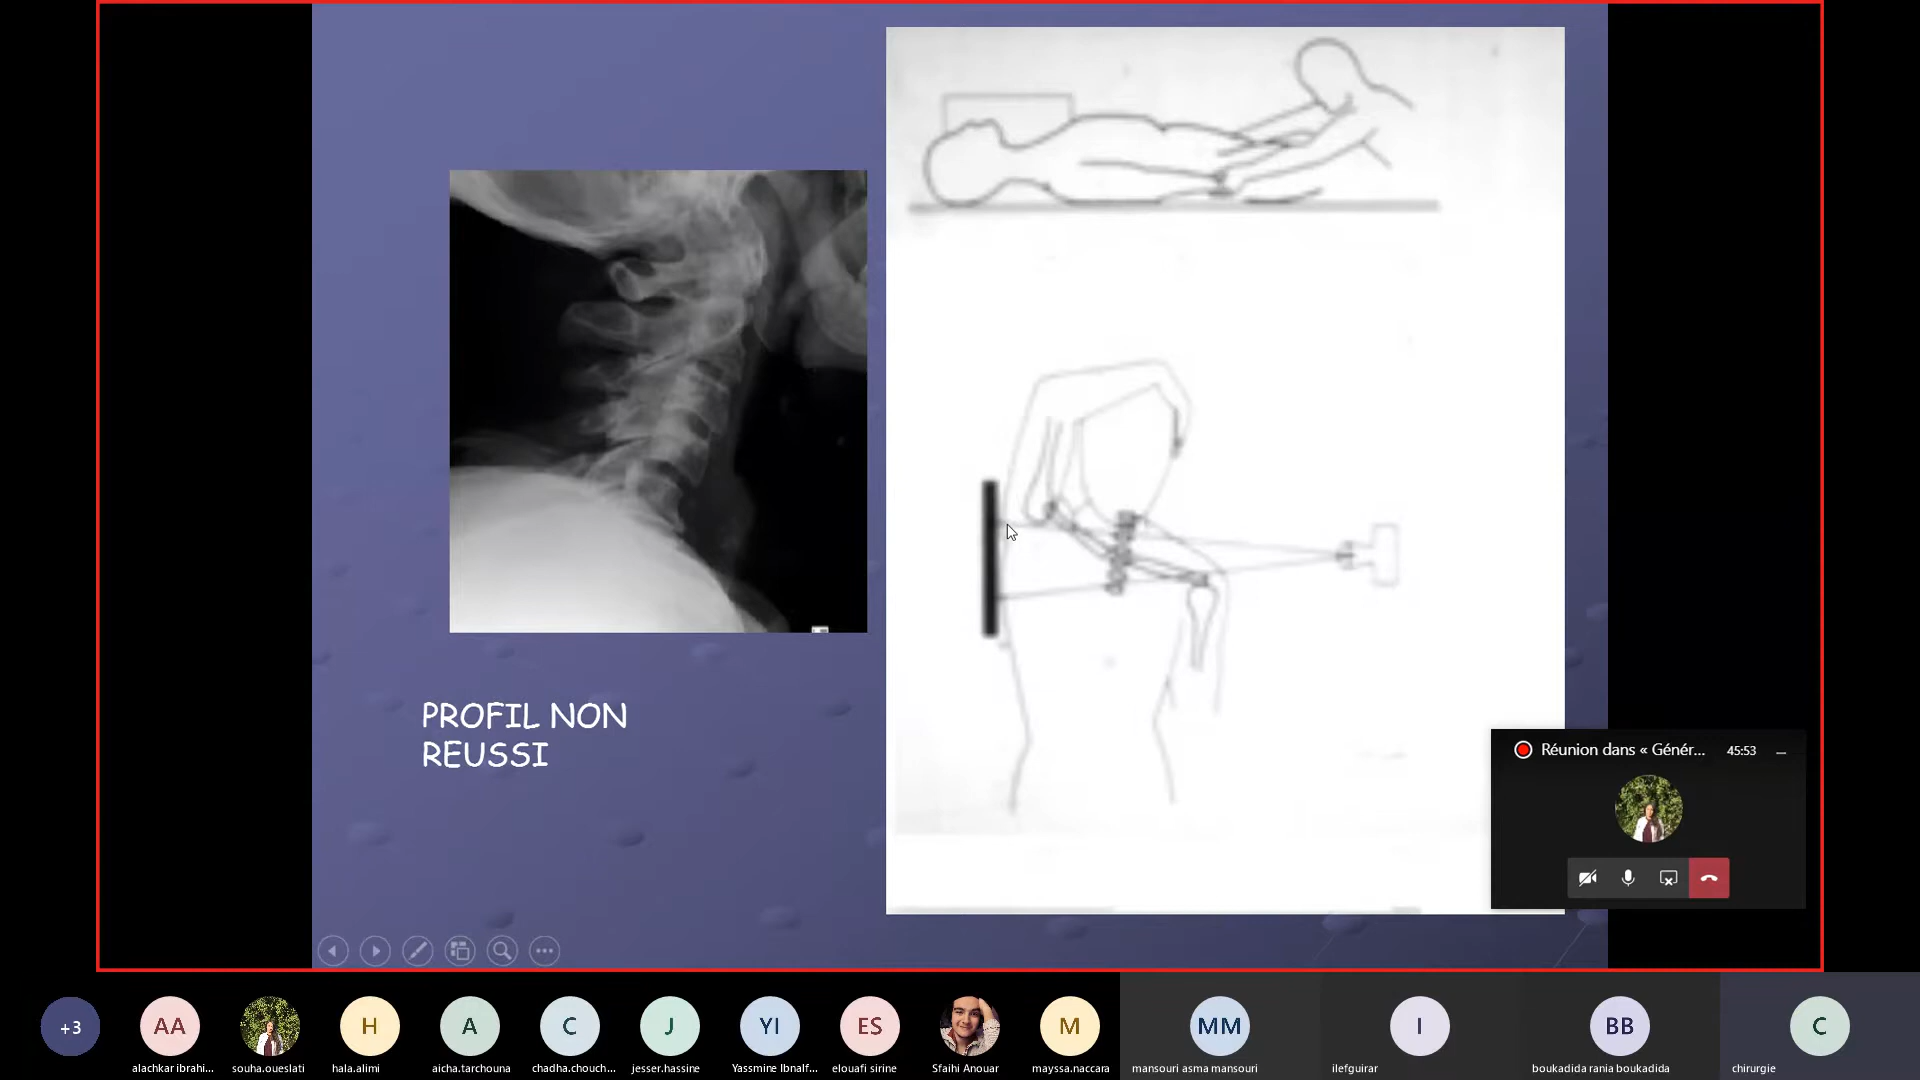 PROFIL NON
REUSSI
Réunion dans « Génér...
45:53
+3
AA
H
A
C
J
YI
ES
M
MM
I
BB
C
alachkar ibrahi...
souha.oueslati
hala.alimi
aicha.tarchouna
chadha.chouch...
jesser.hassine
Yassmine Ibnalf...
elouafi sirine
Sfaihi Anouar
mayssa.naccara
mansouri asma mansouri
ilefguirar
boukadida rania boukadida
chirurgie